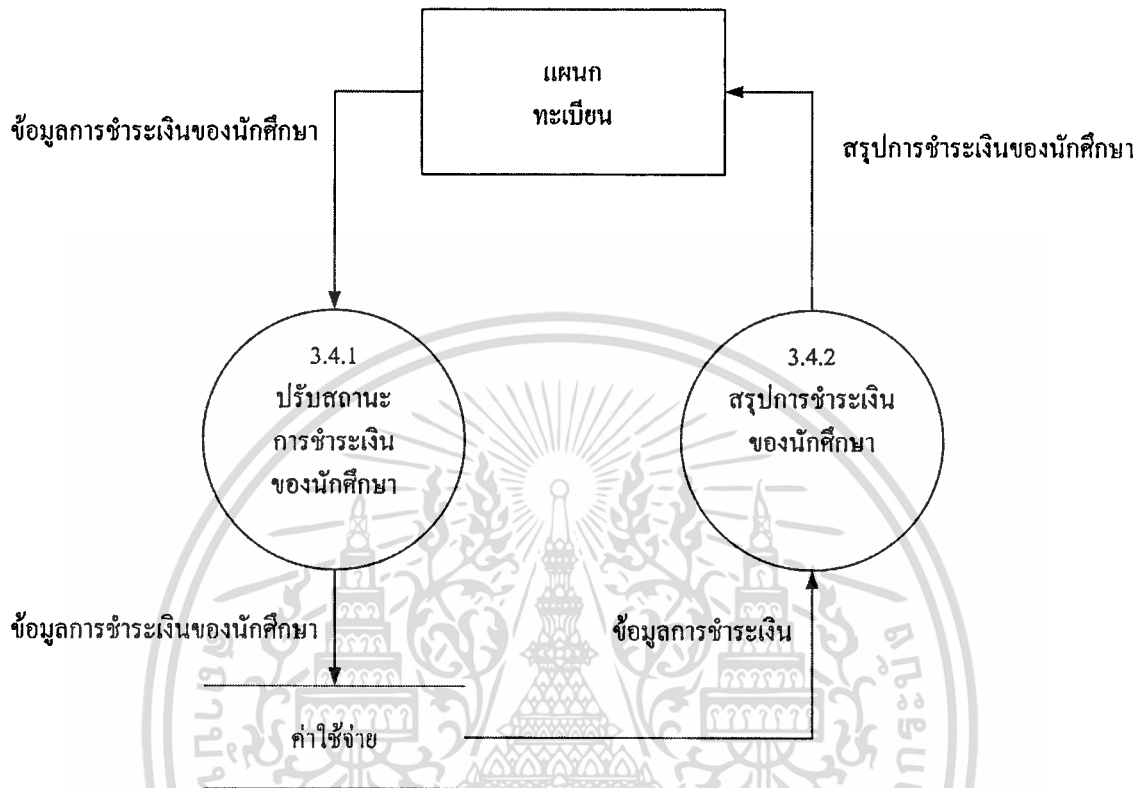 แผนก
ทะเบียน
ข้อมูลการชำระเงินของนักศึกษา
สรุปการชำระเงินของนักศึกษา
3.4.1
ปรับสถานะ
การชำระเงิน
ของนักศึกษา
3.4.2
สรุปการชำระเงิน
ของนักศึกษา
ข้อมูลการชำระเงินของนักศึกษา
ข้อมูลการชำระเงิน
ค่าใช้จ่าย